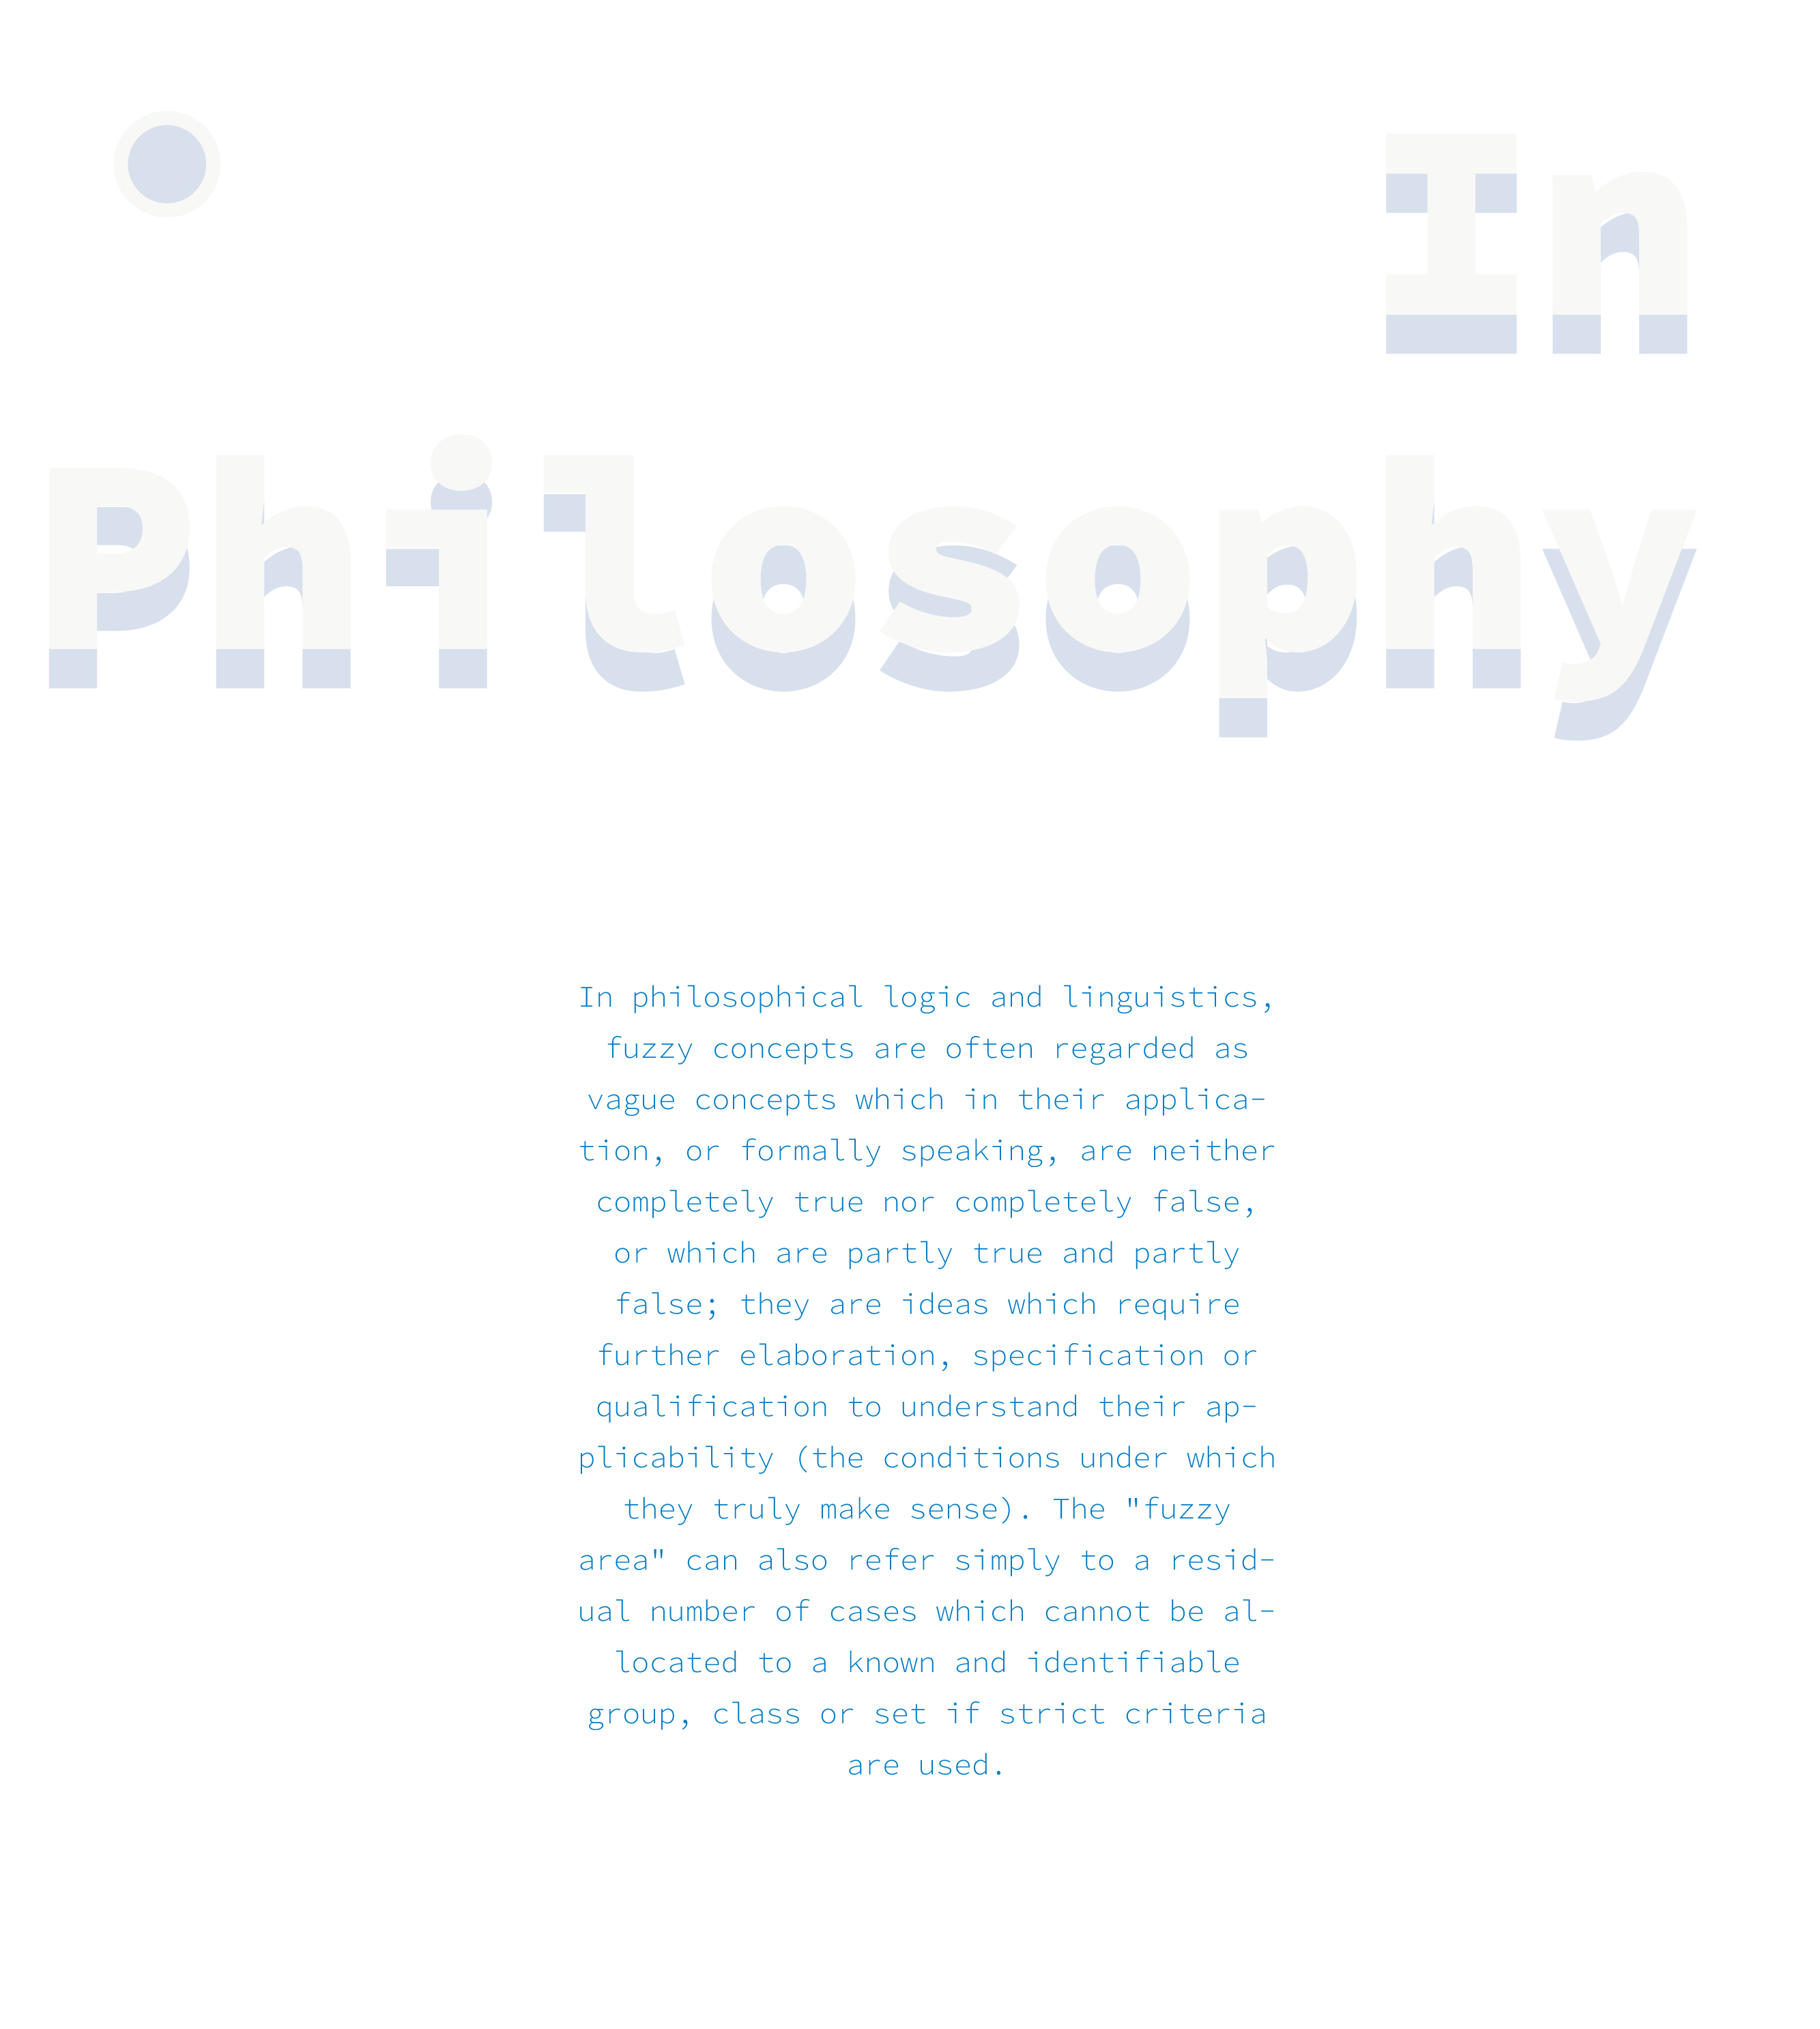 In
Philosophy
In philosophical logic and linguistics,
fuzzy concepts are often regarded as
vague concepts which in their applica-
tion, or formally speaking, are neither
completely true nor completely false,
or which are partly true and partly
false; they are ideas which require
further elaboration, specification or
qualification to understand their ap-
plicability (the conditions under which
they truly make sense). The "fuzzy
area" can also refer simply to a resid-
ual number of cases which cannot be al-
located to a known and identifiable
group, class or set if strict criteria
are used.